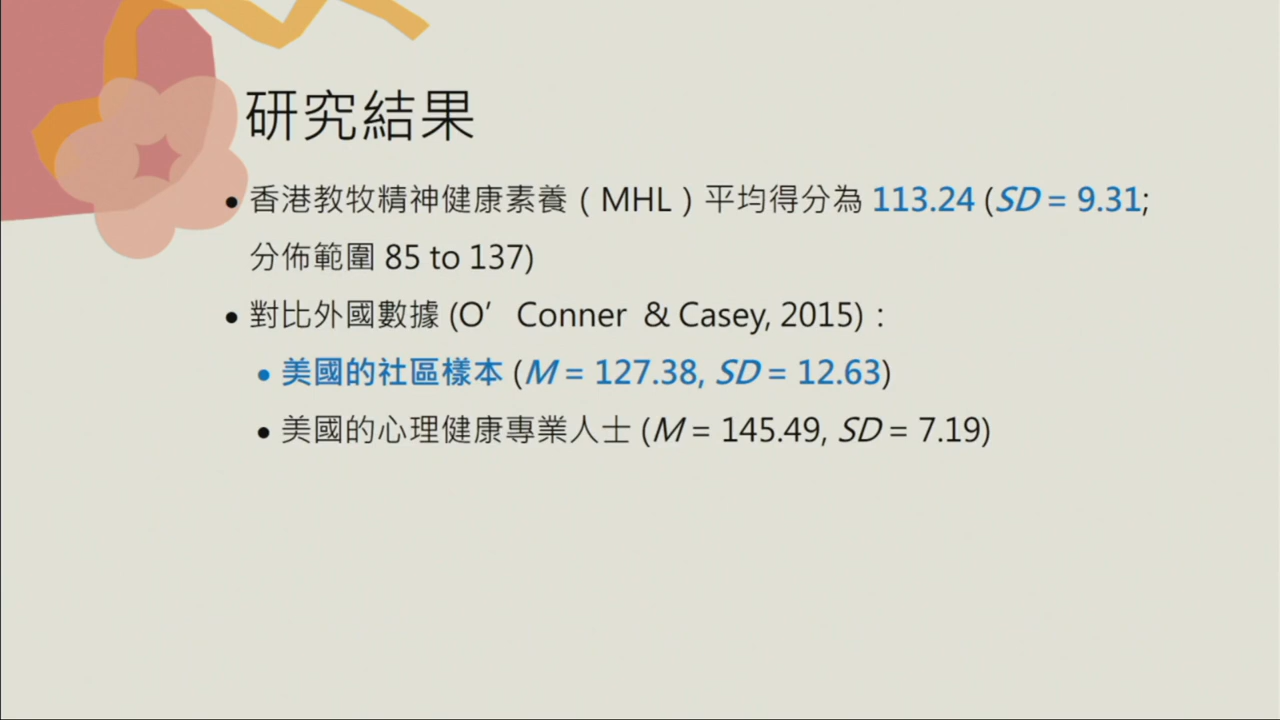 研究結果
• 香港教牧精神健康素養（MHL）平均得分為 113.24 (SD = 9.31;
分佈範圍 85 to 137)
• 對比外國數據 (O’ Conner & Casey, 2015)：
• 美國的社區樣本 (M = 127.38, SD = 12.63)
• 美國的心理健康專業人士 (M = 145.49, SD = 7.19)